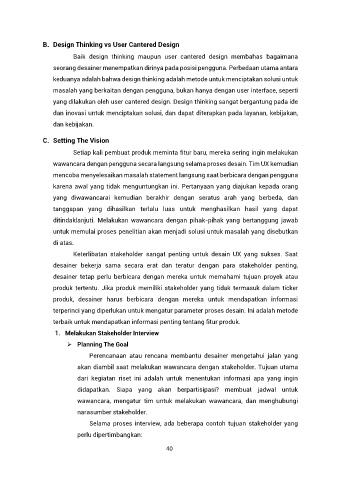 B. Design Thinking vs User Cantered Design
Baik design thinking maupun user cantered design membahas bagaimana
seorang desainer menempatkan dirinya pada posisi pengguna. Perbedaan utama antara
keduanya adalah bahwa design thinking adalah metode untuk menciptakan solusi untuk
masalah yang berkaitan dengan pengguna, bukan hanya dengan user interface, seperti
yang dilakukan oleh user cantered design. Design thinking sangat bergantung pada ide
dan inovasi untuk menciptakan solusi, dan dapat diterapkan pada layanan, kebijakan,
dan kebijakan.
C. Setting The Vision
Setiap kali pembuat produk meminta fitur baru, mereka sering ingin melakukan
wawancara dengan pengguna secara langsung selama proses desain. Tim UX kemudian
mencoba menyelesaikan masalah statement langsung saat berbicara dengan pengguna
karena awal yang tidak menguntungkan ini. Pertanyaan yang diajukan kepada orang
yang diwawancarai kemudian berakhir dengan seratus arah yang berbeda, dan
tanggapan yang dihasilkan terlalu luas untuk menghasilkan hasil yang dapat
ditindaklanjuti. Melakukan wawancara dengan pihak-pihak yang bertanggung jawab
untuk memulai proses penelitian akan menjadi solusi untuk masalah yang disebutkan
di atas.
Keterlibatan stakeholder sangat penting untuk desain UX yang sukses. Saat
desainer bekerja sama secara erat dan teratur dengan para stakeholder penting,
desainer tetap perlu berbicara dengan mereka untuk memahami tujuan proyek atau
produk tertentu. Jika produk memiliki stakeholder yang tidak termasuk dalam ticker
produk, desainer harus berbicara dengan mereka untuk mendapatkan informasi
terperinci yang diperlukan untuk mengatur parameter proses desain. Ini adalah metode
terbaik untuk mendapatkan informasi penting tentang fitur produk.
1. Melakukan Stakeholder Interview
➢ Planning The Goal
Perencanaan atau rencana membantu desainer mengetahui jalan yang
akan diambil saat melakukan wawancara dengan stakeholder. Tujuan utama
dari kegiatan riset ini adalah untuk menentukan informasi apa yang ingin
didapatkan. Siapa yang akan berpartisipasi? membuat jadwal untuk
wawancara, mengatur tim untuk melakukan wawancara, dan menghubungi
narasumber stakeholder.
Selama proses interview, ada beberapa contoh tujuan stakeholder yang
perlu dipertimbangkan:
40